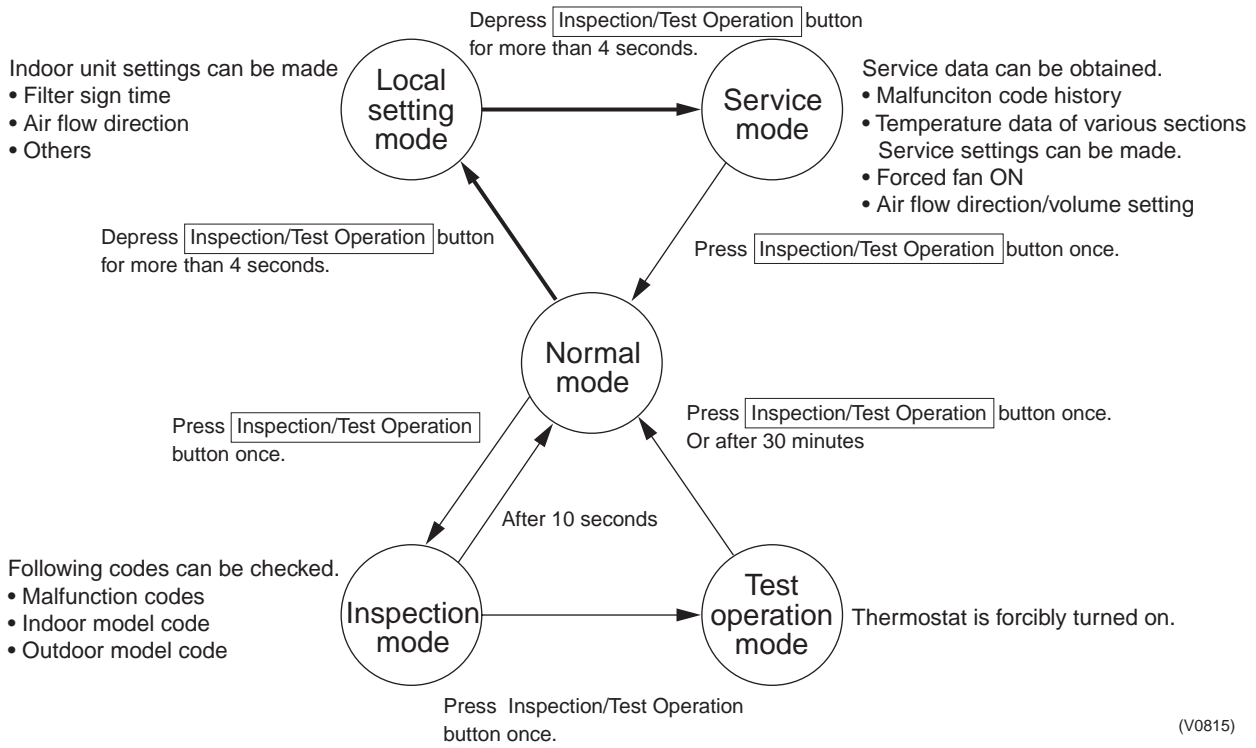 Depress Inspection/Test Operation button
for more than 4 seconds.
Indoor unit settings can be made
• Filter sign time
• Air flow direction
• Others
Local
setting
mode
Service
mode
Service data can be obtained.
• Malfunciton code history
• Temperature data of various sections
Service settings can be made.
• Forced fan ON
• Air flow direction/volume setting
Depress Inspection/Test Operation button
for more than 4 seconds.
Press Inspection/Test Operation button once.
Normal
mode
Press Inspection/Test Operation
button once.
Press Inspection/Test Operation button once.
Or after 30 minutes
After 10 seconds
Following codes can be checked.
• Malfunction codes
• Indoor model code
• Outdoor model code
Inspection
mode
Test
operation
mode
Thermostat is forcibly turned on.
Press Inspection/Test Operation
button once.
(V0815)